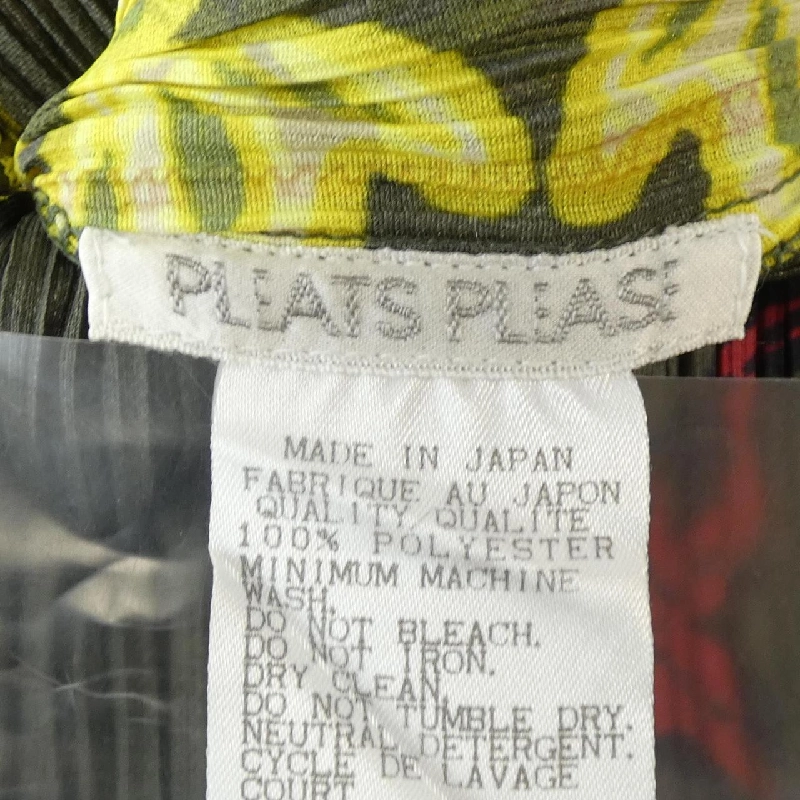 PLEATS PLEASE
MADE IN JAPAN
FABRIQUE AU JAPON
QUALITY QUALITE
100% POLYESTER
MINIMUM MACHINE
WASH.
DO NOT BLEACH.
DO NOT IRON.
DRY CLEAN.
DO NOT TUMBLE DRY.
NEUTRAL DETERGENT.
CYCLE DE LAVAGE
COURT